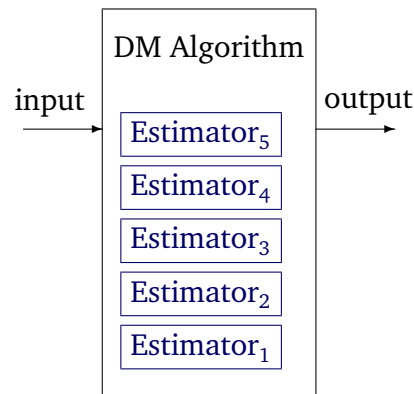 DM Algorithm
input
output
Estimator₅
Estimator₄
Estimator₃
Estimator₂
Estimator₁